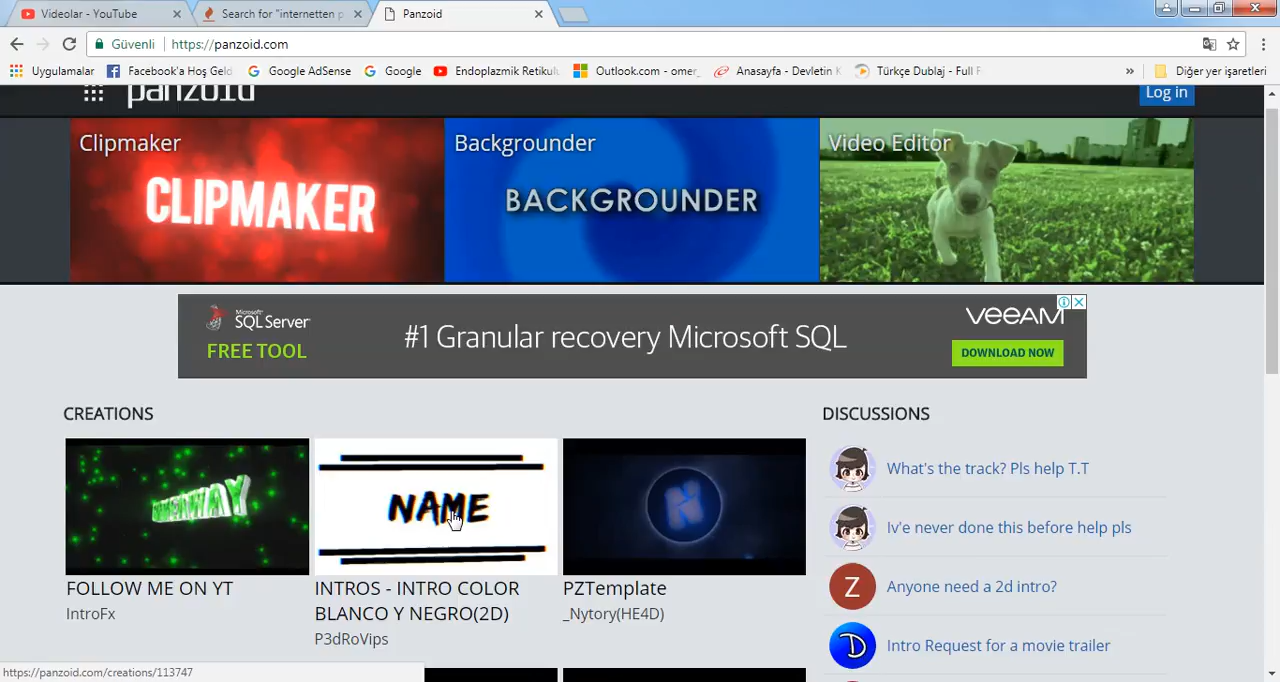 Videolar - YouTube
Search for "internetten p
Panzoid
Güvenli
https://panzoid.com
Uygulamalar
Facebook'a Hoş Geld
Google AdSense
Google
Endoplazmik Retikulu
Outlook.com - omer_
Anasayfa - Devletin K
Türkçe Dublaj - Full F
»
Diğer yer işaretleri
panzoid
Log in
Clipmaker
CLIPMAKER
Backgrounder
BACKGROUNDER
Video Editor
Microsoft
SQL Server
FREE TOOL
#1 Granular recovery Microsoft SQL
VEEAM
DOWNLOAD NOW
CREATIONS
DISCUSSIONS
NAME
N
FOLLOW ME ON YT
IntroFx
INTROS - INTRO COLOR
BLANCO Y NEGRO(2D)
P3dRoVips
PZTemplate
_Nytory(HE4D)
What's the track? Pls help T.T
Iv'e never done this before help pls
Z
Anyone need a 2d intro?
D
Intro Request for a movie trailer
https://panzoid.com/creations/113747